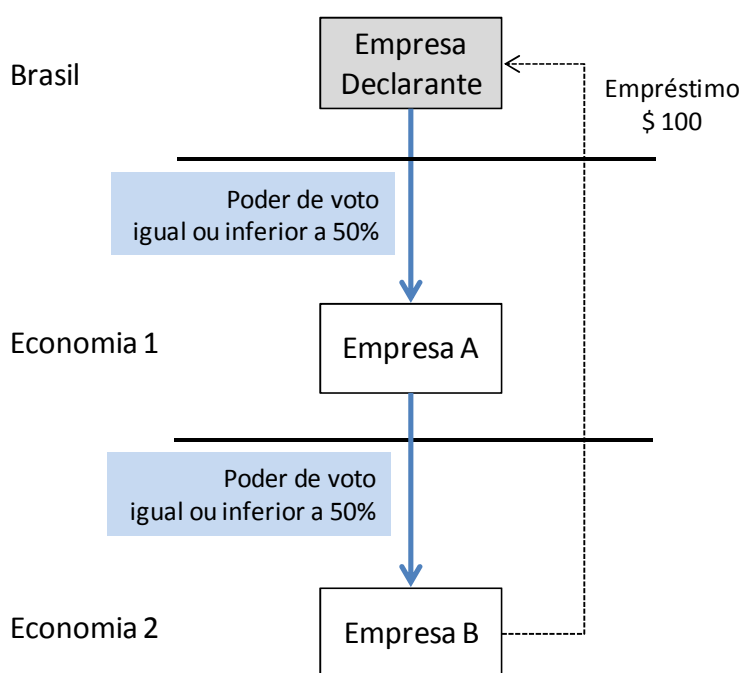 Empresa
Declarante
Brasil
Empréstimo
$ 100
Poder de voto
igual ou inferior a 50%
Economia 1
Empresa A
Poder de voto
igual ou inferior a 50%
Economia 2
Empresa B